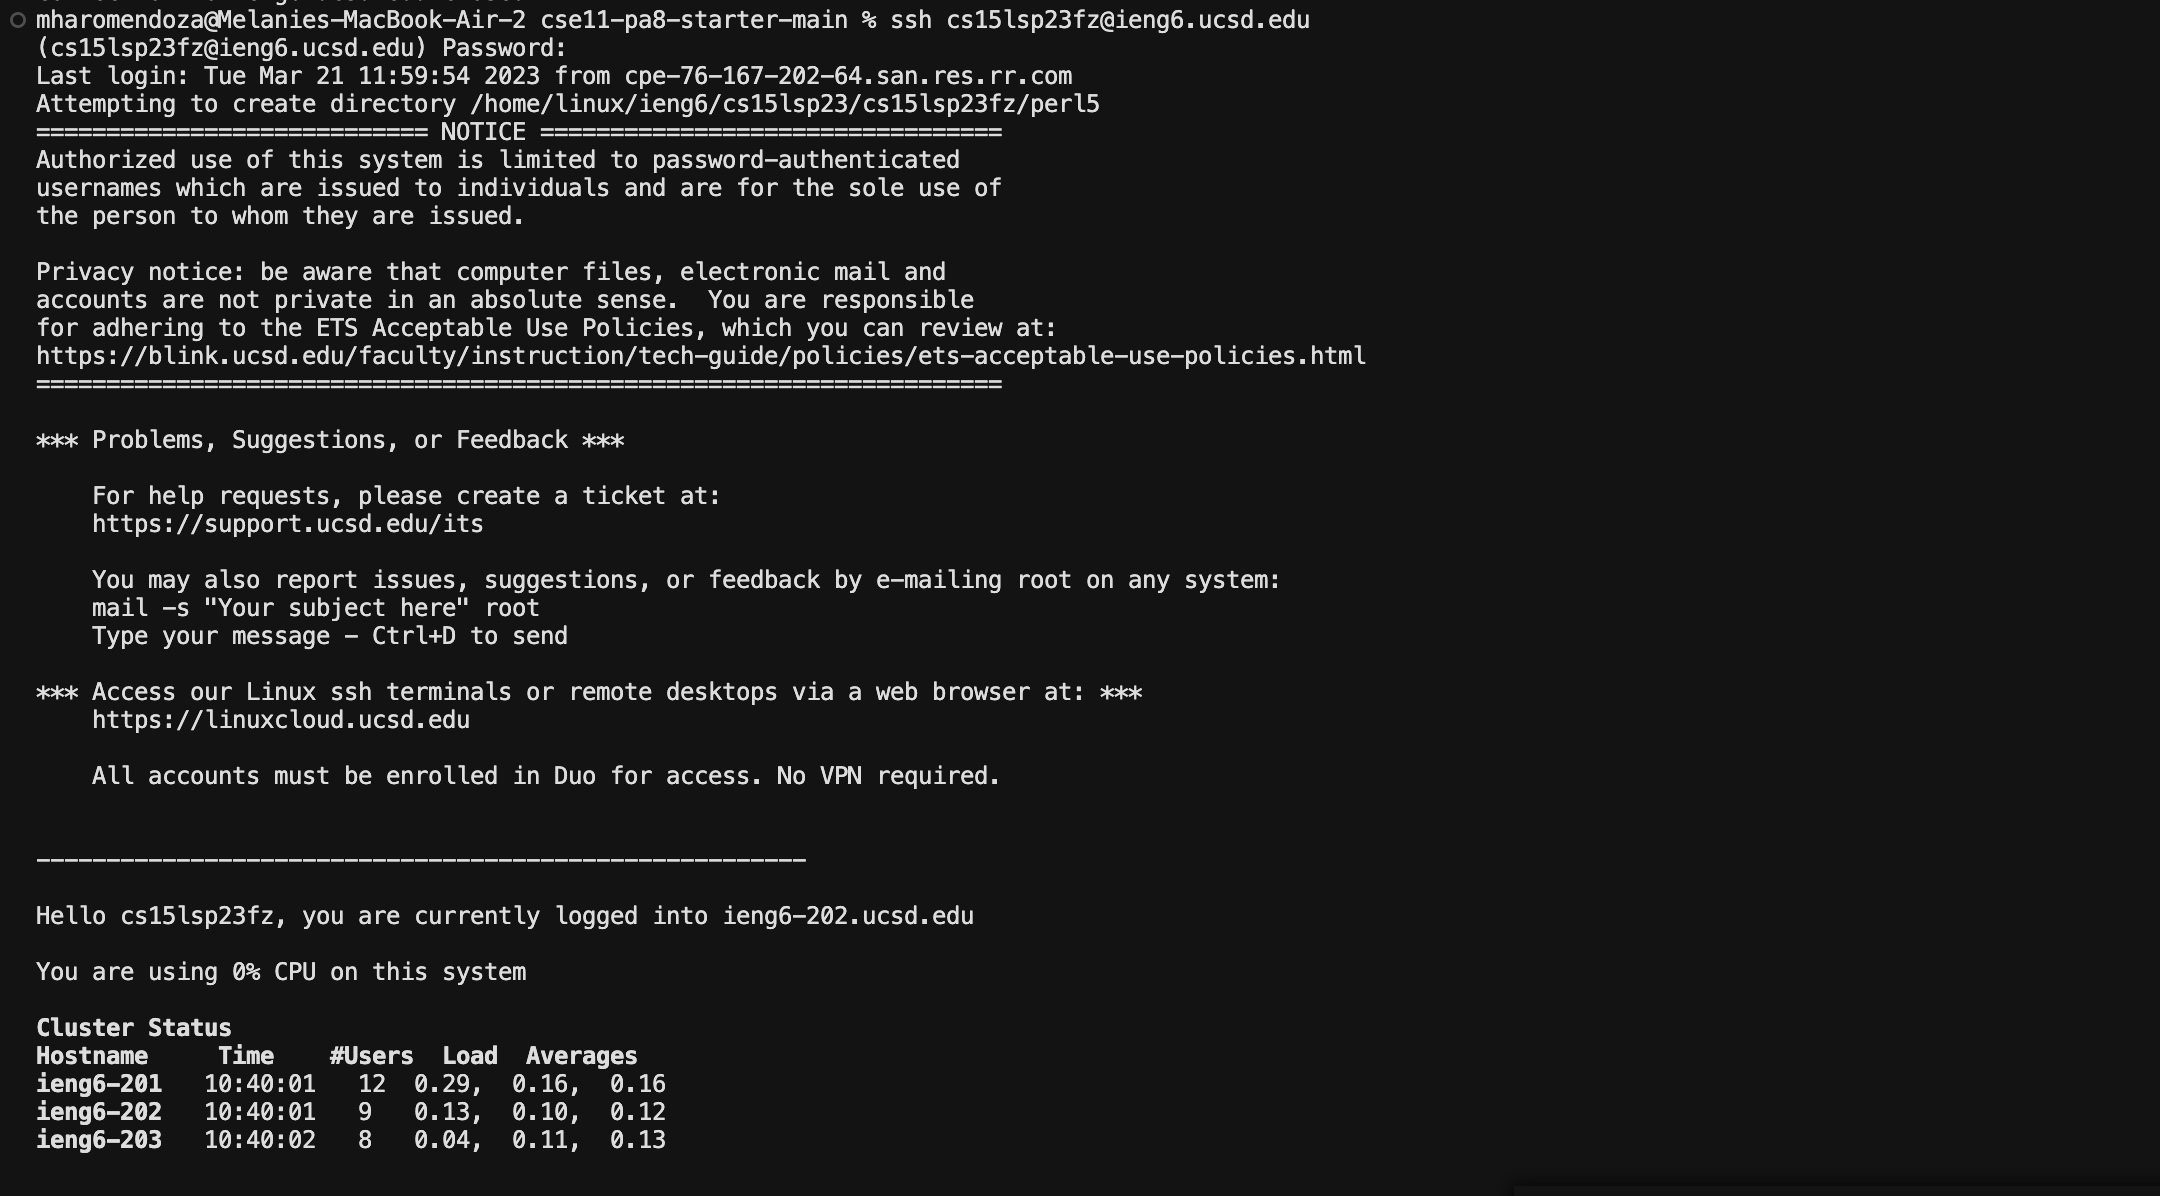 mharomendoza@Melanies-MacBook-Air-2 cse11-pa8-starter-main % ssh cs15lsp23fz@ieng6.ucsd.edu
(cs15lsp23fz@ieng6.ucsd.edu) Password:
Last login: Tue Mar 21 11:59:54 2023 from cpe-76-167-202-64.san.res.rr.com
Attempting to create directory /home/linux/ieng6/cs15lsp23/cs15lsp23fz/perl5
============================ NOTICE =================================
Authorized use of this system is limited to password-authenticated
usernames which are issued to individuals and are for the sole use of
the person to whom they are issued.

Privacy notice: be aware that computer files, electronic mail and
accounts are not private in an absolute sense.  You are responsible
for adhering to the ETS Acceptable Use Policies, which you can review at:
https://blink.ucsd.edu/faculty/instruction/tech-guide/policies/ets-acceptable-use-policies.html
=====================================================================

*** Problems, Suggestions, or Feedback ***

    For help requests, please create a ticket at:
    https://support.ucsd.edu/its

    You may also report issues, suggestions, or feedback by e-mailing root on any system:
    mail -s "Your subject here" root
    Type your message - Ctrl+D to send

*** Access our Linux ssh terminals or remote desktops via a web browser at: ***
    https://linuxcloud.ucsd.edu

    All accounts must be enrolled in Duo for access. No VPN required.

-------------------------------------------------------

Hello cs15lsp23fz, you are currently logged into ieng6-202.ucsd.edu

You are using 0% CPU on this system

Cluster Status
Hostname     Time    #Users  Load  Averages
ieng6-201   10:40:01   12  0.29,  0.16,  0.16
ieng6-202   10:40:01   9   0.13,  0.10,  0.12
ieng6-203   10:40:02   8   0.04,  0.11,  0.13